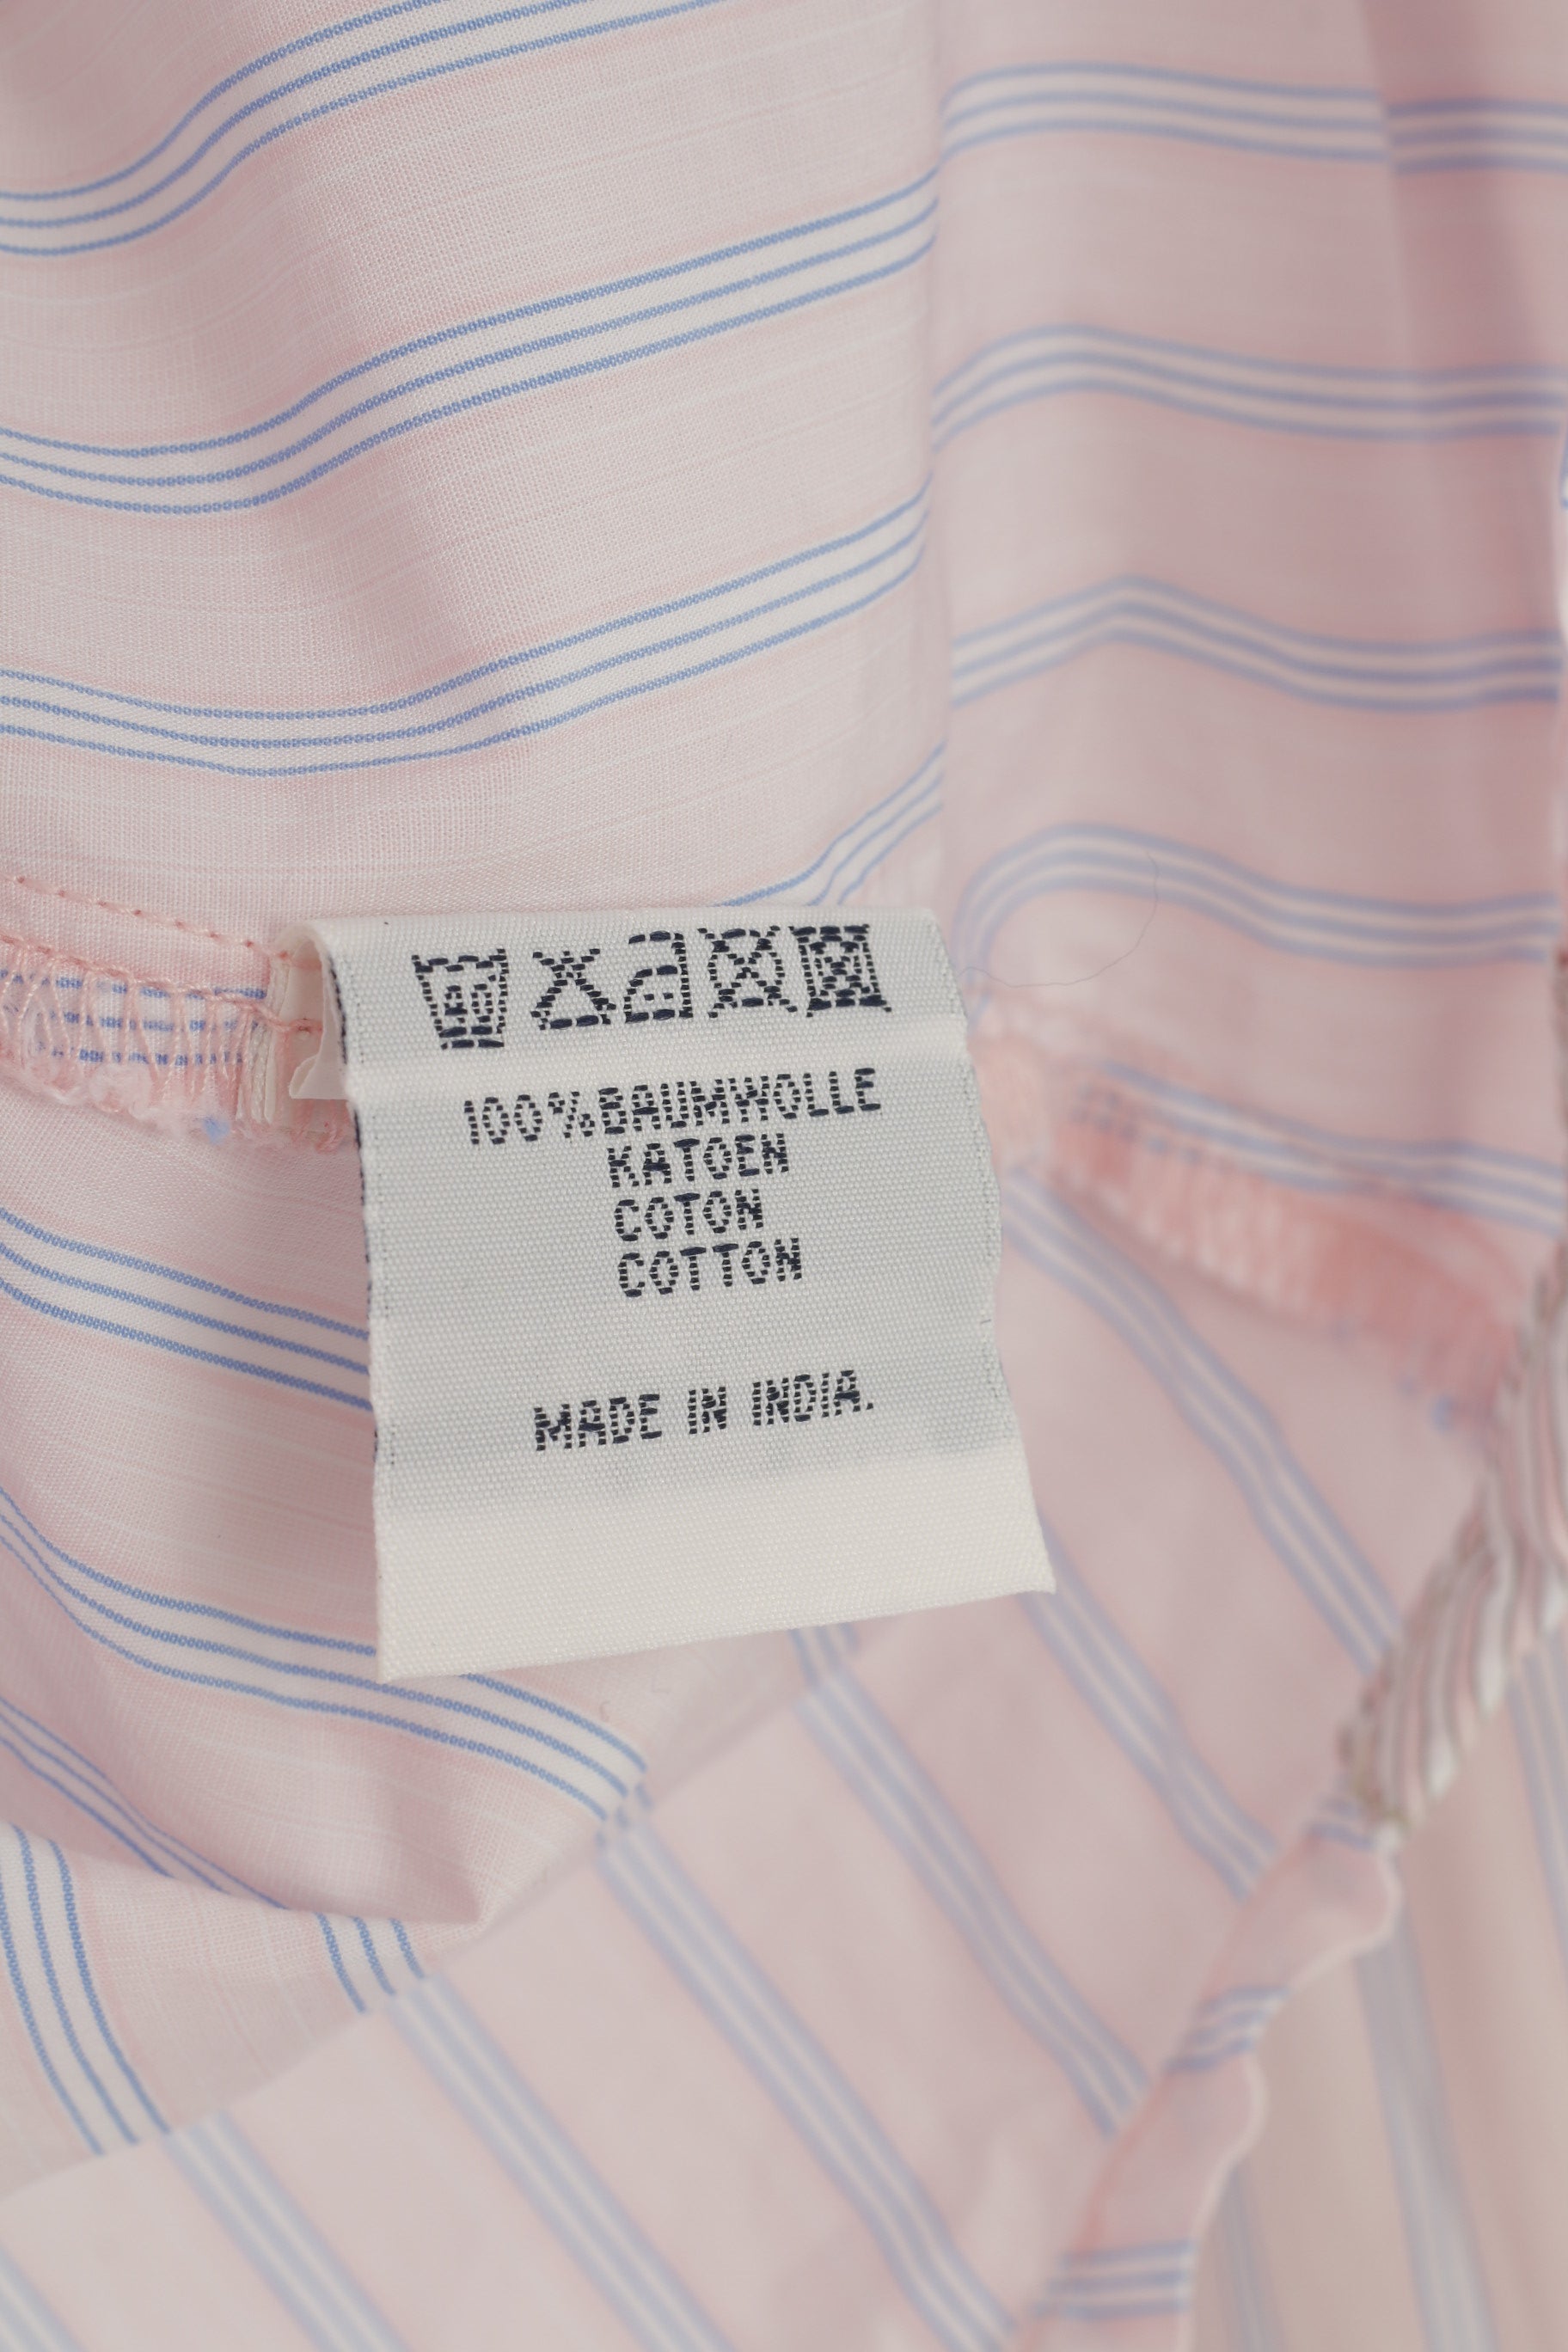 100%BAUMWOLLE
KATOEN
COTON
COTTON
MADE IN INDIA.